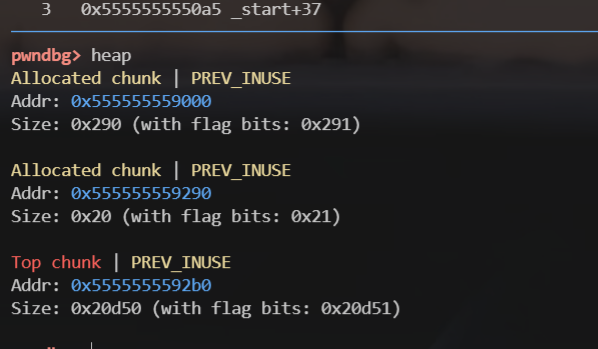 3 0x5555555550a5 _start+37
pwndbg> heap
Allocated chunk | PREV_INUSE
Addr: 0x555555559000
Size: 0x290 (with flag bits: 0x291)
Allocated chunk | PREV_INUSE
Addr: 0x555555559290
Size: 0x20 (with flag bits: 0x21)
Top chunk | PREV_INUSE
Addr: 0x5555555592b0
Size: 0x20d50 (with flag bits: 0x20d51)